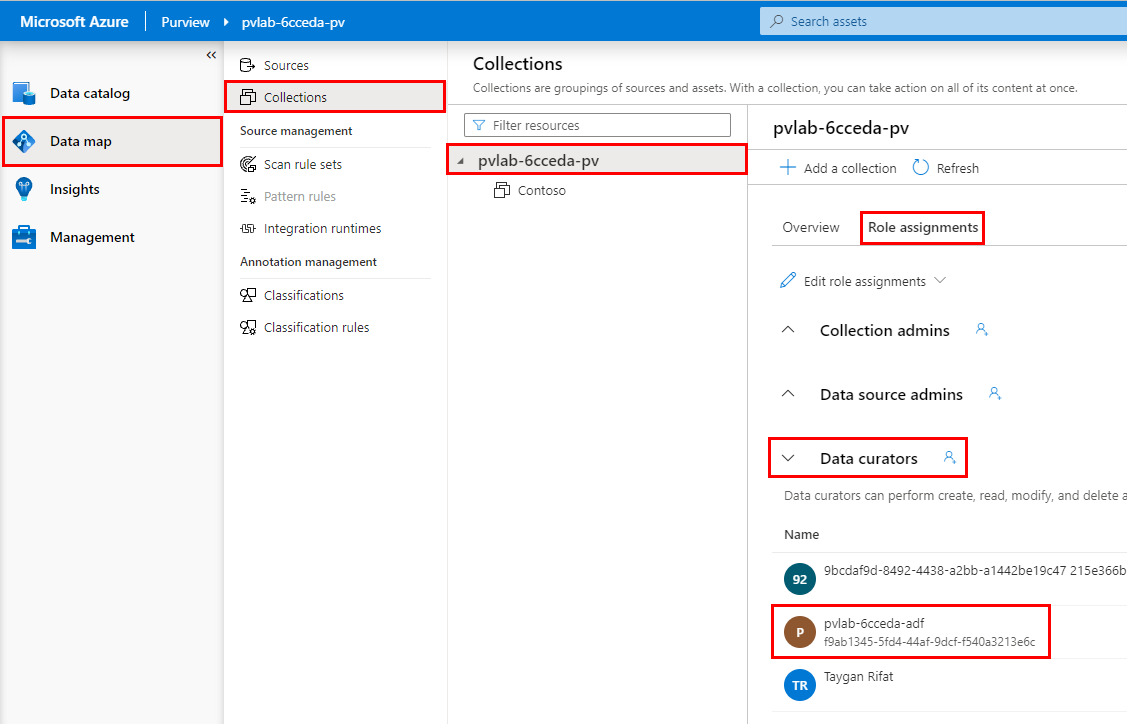 Microsoft Azure
Purview
pvlab-6cceda-pv
Search assets
Data catalog
Data map
Insights
Management
Sources
Collections
Source management
Scan rule sets
Pattern rules
Integration runtimes
Annotation management
Classifications
Classification rules
Collections
Collections are groupings of sources and assets. With a collection, you can take action on all of its content at once.
Filter resources
pvlab-6cceda-pv
Contoso
pvlab-6cceda-pv
Add a collection
Refresh
Overview
Role assignments
Edit role assignments
Collection admins
Data source admins
Data curators
Data curators can perform create, read, modify, and delete a
Name
92
9bcdaf9d-8492-4438-a2bb-a1442be19c47 215e366b
P
pvlab-6cceda-adf
f9ab1345-5fd4-44af-9dcf-f540a3213e6c
TR
Taygan Rifat